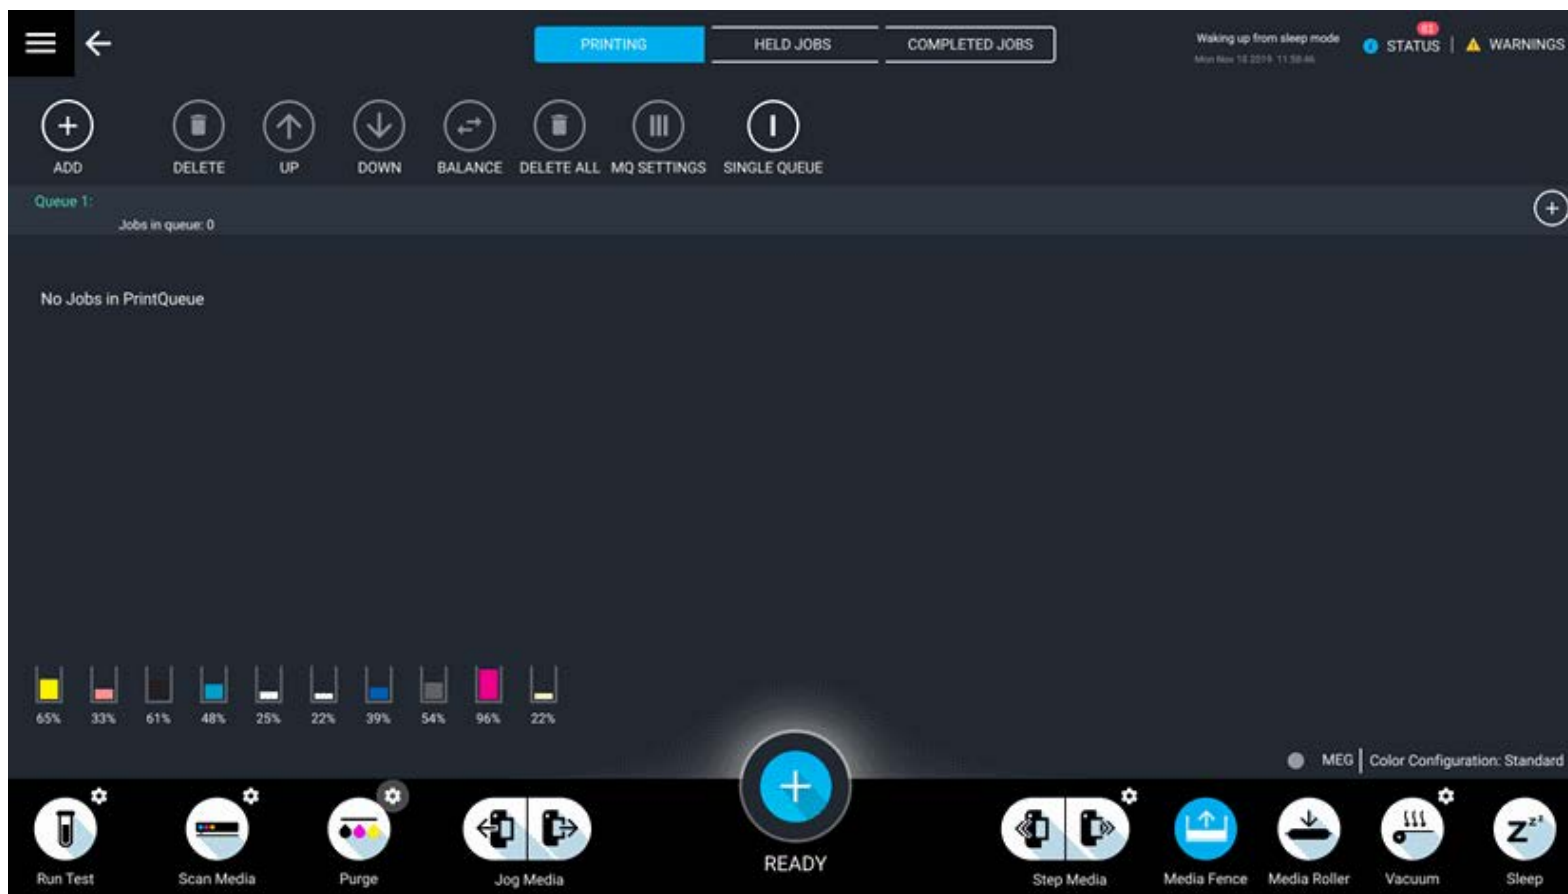 PRINTING
HELD JOBS
COMPLETED JOBS
Waking up from sleep mode
STATUS
WARNINGS
ADD
DELETE
UP
DOWN
BALANCE
DELETE ALL
MQ SETTINGS
SINGLE QUEUE
Queue 1:
Jobs in queue: 0
No Jobs in PrintQueue
65%
33%
61%
48%
25%
22%
39%
54%
96%
22%
MEG
Color Configuration: Standard
Run Test
Scan Media
Purge
Jog Media
READY
Step Media
Media Fence
Media Roller
Vacuum
Zzz
Sleep